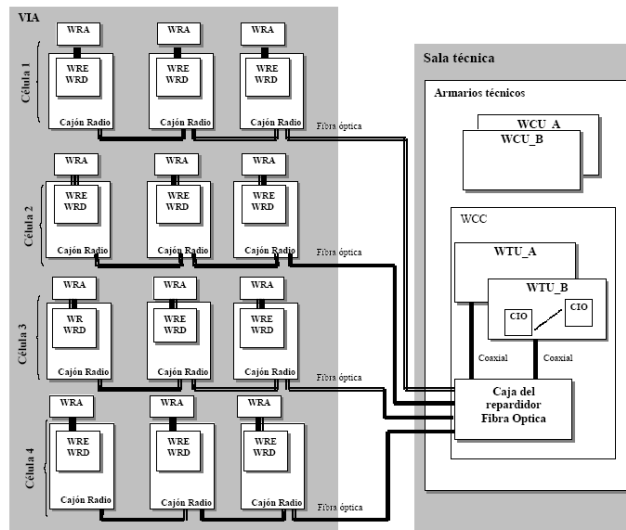 VIA
Célula 1
WRA
WRA
WRA
WRE
WRD
WRE
WRD
WRE
WRD
Cajón Radio
Cajón Radio
Cajón Radio
Fibra óptica
Célula 2
WRA
WRA
WRA
WRE
WRD
WRE
WRD
WRE
WRD
Cajón Radio
Cajón Radio
Cajón Radio
Fibra óptica
Célula 3
WRA
WRA
WRA
WR
WRD
WRE
WRD
WRE
WRD
Cajón Radio
Cajón Radio
Cajón Radio
Fibra óptica
Célula 4
WRA
WRA
WRA
WRE
WRD
WRE
WRD
WRE
WRD
Cajón Radio
Cajón Radio
Cajón Radio
Fibra óptica
Sala técnica
Armarios técnicos
WCU_A
WCU_B
WCC
WTU_A
WTU_B
CIO
CIO
Coaxial
Coaxial
Caja del
repardidor
Fibra Optica